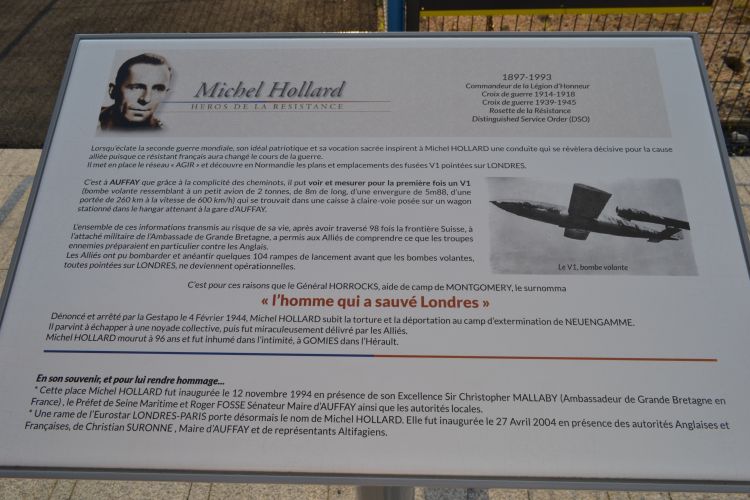 Michel Hollard
HEROS DE LA RESISTANCE
1897-1993
Commandeur de la Légion d'Honneur
Croix de guerre 1914-1918
Croix de guerre 1939-1945
Rosette de la Résistance
Distinguished Service Order (DSO)
Lorsqu'éclate la seconde guerre mondiale, son idéal patriotique et sa vocation sacrée inspirent à Michel HOLLARD une conduite qui se révèlera décisive pour la cause
alliée puisque ce résistant français aura changé le cours de la guerre.
Il met en place le réseau « AGIR » et découvre en Normandie les plans et emplacements des fusées V1 pointées sur LONDRES.
C'est à AUFFAY que grâce à la complicité des cheminots, il put voir et mesurer pour la première fois un V1
(bombe volante ressemblant à un petit avion de 2 tonnes, de 8m de long, d'une envergure de 5m88, d'une
portée de 260 km à la vitesse de 600 km/h) qui se trouvait dans une caisse à claire-voie posée sur un wagon
stationné dans le hangar attenant à la gare d'AUFFAY.
L'ensemble de ces informations transmis au risque de sa vie, après avoir traversé 98 fois la frontière Suisse, à
l'attaché militaire de l'Ambassade de Grande Bretagne, a permis aux Alliés de comprendre ce que les troupes
ennemies préparaient en particulier contre les Anglais.
Les Alliés ont pu bombarder et anéantir quelques 104 rampes de lancement avant que les bombes volantes,
toutes pointées sur LONDRES, ne deviennent opérationnelles.
Le V1, bombe volante
C'est pour ces raisons que le Général HORROCKS, aide de camp de MONTGOMERY, le surnomma
« l'homme qui a sauvé Londres »
Dénoncé et arrêté par la Gestapo le 4 Février 1944, Michel HOLLARD subit la torture et la déportation au camp d'extermination de NEUENGAMME.
Il parvint à échapper à une noyade collective, puis fut miraculeusement délivré par les Alliés.
Michel HOLLARD mourut à 96 ans et fut inhumé dans l'intimité, à GOMIES dans l'Hérault.
En son souvenir, et pour lui rendre hommage...
* Cette place Michel HOLLARD fut inaugurée le 12 novembre 1994 en présence de son Excellence Sir Christopher MALLABY (Ambassadeur de Grande Bretagne en
France) , le Préfet de Seine Maritime et Roger FOSSE Sénateur Maire d'AUFFAY ainsi que les autorités locales.
* Une rame de l'Eurostar LONDRES-PARIS porte désormais le nom de Michel HOLLARD. Elle fut inaugurée le 27 Avril 2004 en présence des autorités Anglaises et
Françaises, de Christian SURONNE , Maire d'AUFFAY et de représentants Altifagiens.